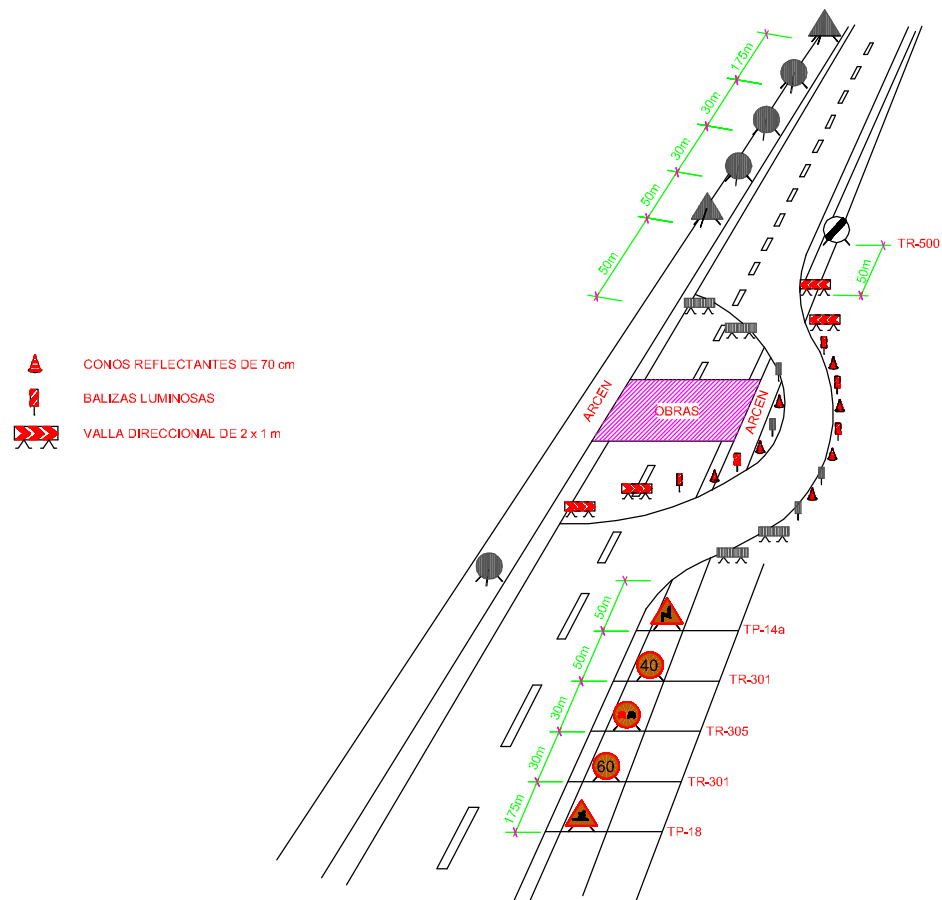 175m
30m
30m
50m
50m
TR-500
50m
CONOS REFLECTANTES DE 70 cm
BALIZAS LUMINOSAS
VALLA DIRECCIONAL DE 2 x 1 m
ARCEN
OBRAS
ARCEN
50m
TP-14a
50m
40
TR-301
30m
TR-305
30m
60
TR-301
175m
TP-18